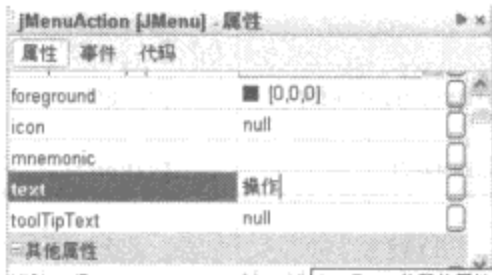 jMenuAction [JMenu] - 属性
属性 事件 代码
foreground [0,0,0]
icon null
mnemonic
text 操作
toolTipText null
其他属性